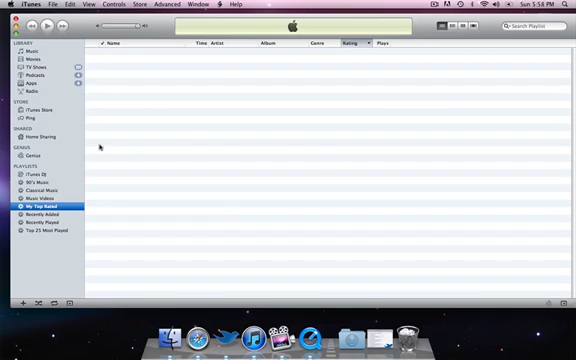 iTunes File Edit View Controls Store Advanced Window Help
Sun 5:58 PM
Search Playlist
Name Time Artist Album Genre Rating Plays
LIBRARY
Music
Movies
TV Shows
Podcasts
Apps
Radio
STORE
iTunes Store
Ping
SHARED
Home Sharing
GENIUS
Genius
PLAYLISTS
iTunes DJ
90's Music
Classical Music
Music Videos
My Top Rated
Recently Added
Recently Played
Top 25 Most Played